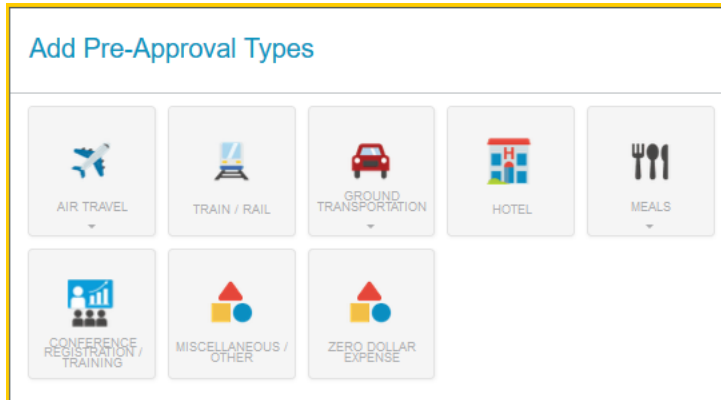 Add Pre-Approval Types
AIR TRAVEL
TRAIN / RAIL
GROUND
TRANSPORTATION
H
HOTEL
MEALS
CONFERENCE
REGISTRATION /
TRAINING
MISCELLANEOUS /
OTHER
ZERO DOLLAR
EXPENSE